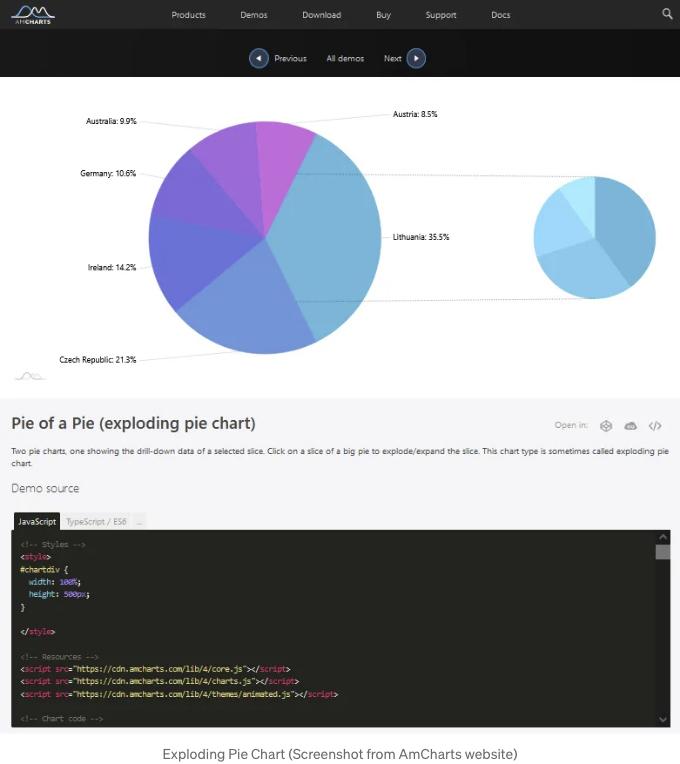 AMCHARTS
Products Demos Download Buy Support Docs
Previous All demos Next
Australia: 9.9%
Austria: 8.5%
Germany: 10.6%
Lithuania: 35.5%
Ireland: 14.2%
Czech Republic: 21.3%
Pie of a Pie (exploding pie chart)
Open in:
Two pie charts, one showing the drill-down data of a selected slice. Click on a slice of a big pie to explode/expand the slice. This chart type is sometimes called exploding pie
chart.
Demo source
JavaScript TypeScript / ES6 ...
<!-- Styles -->
<style>
#chartdiv {
width: 100%;
height: 500px;
}
</style>
<!-- Resources -->
<script src="https://cdn.amcharts.com/lib/4/core.js"></script>
<script src="https://cdn.amcharts.com/lib/4/charts.js"></script>
<script src="https://cdn.amcharts.com/lib/4/themes/animated.js"></script>
<!-- Chart code -->
Exploding Pie Chart (Screenshot from AmCharts website)